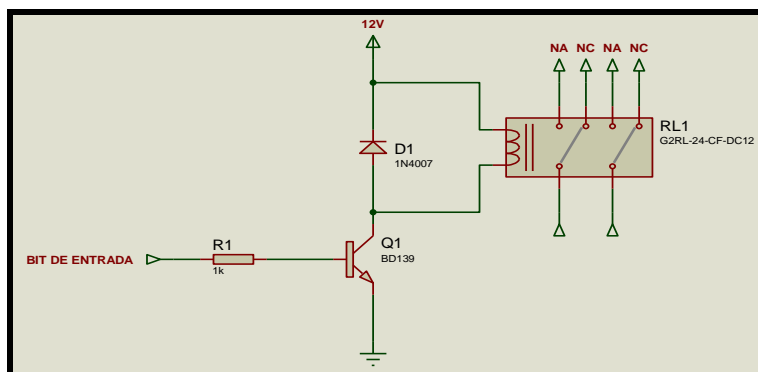 12V
NA NC NA NC
RL1
G2RL-24-CF-DC12
D1
1N4007
Q1
BD139
R1
1k
BIT DE ENTRADA